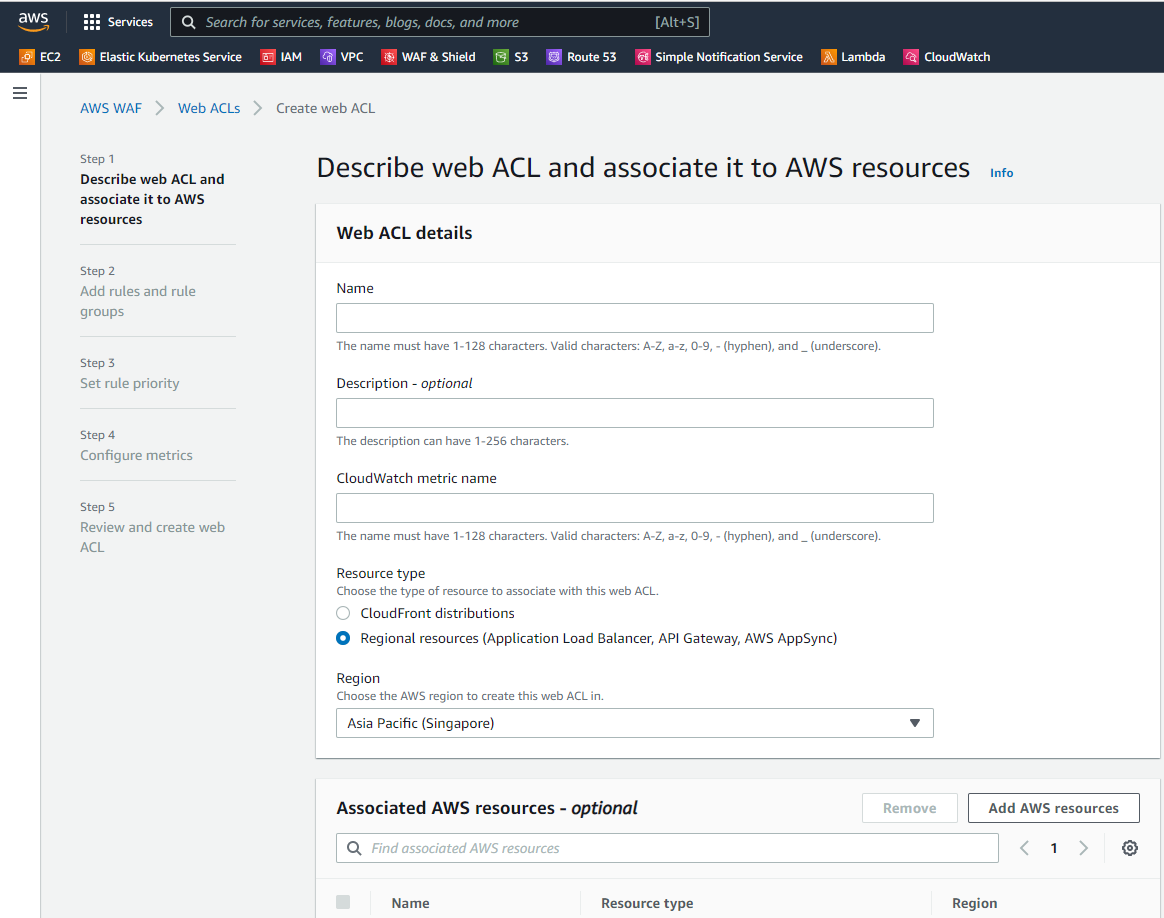 aws
Services
Search for services, features, blogs, docs, and more
[Alt+S]
EC2
Elastic Kubernetes Service
IAM
VPC
WAF & Shield
S3
Route 53
Simple Notification Service
Lambda
CloudWatch
AWS WAF
Web ACLs
Create web ACL
Step 1
Describe web ACL and
associate it to AWS
resources
Step 2
Add rules and rule
groups
Step 3
Set rule priority
Step 4
Configure metrics
Step 5
Review and create web
ACL
Describe web ACL and associate it to AWS resources
Info
Web ACL details
Name
The name must have 1-128 characters. Valid characters: A-Z, a-z, 0-9, - (hyphen), and _ (underscore).
Description - optional
The description can have 1-256 characters.
CloudWatch metric name
The name must have 1-128 characters. Valid characters: A-Z, a-z, 0-9, - (hyphen), and _ (underscore).
Resource type
Choose the type of resource to associate with this web ACL.
CloudFront distributions
Regional resources (Application Load Balancer, API Gateway, AWS AppSync)
Region
Choose the AWS region to create this web ACL in.
Asia Pacific (Singapore)
Associated AWS resources - optional
Remove
Add AWS resources
Find associated AWS resources
1
Name
Resource type
Region